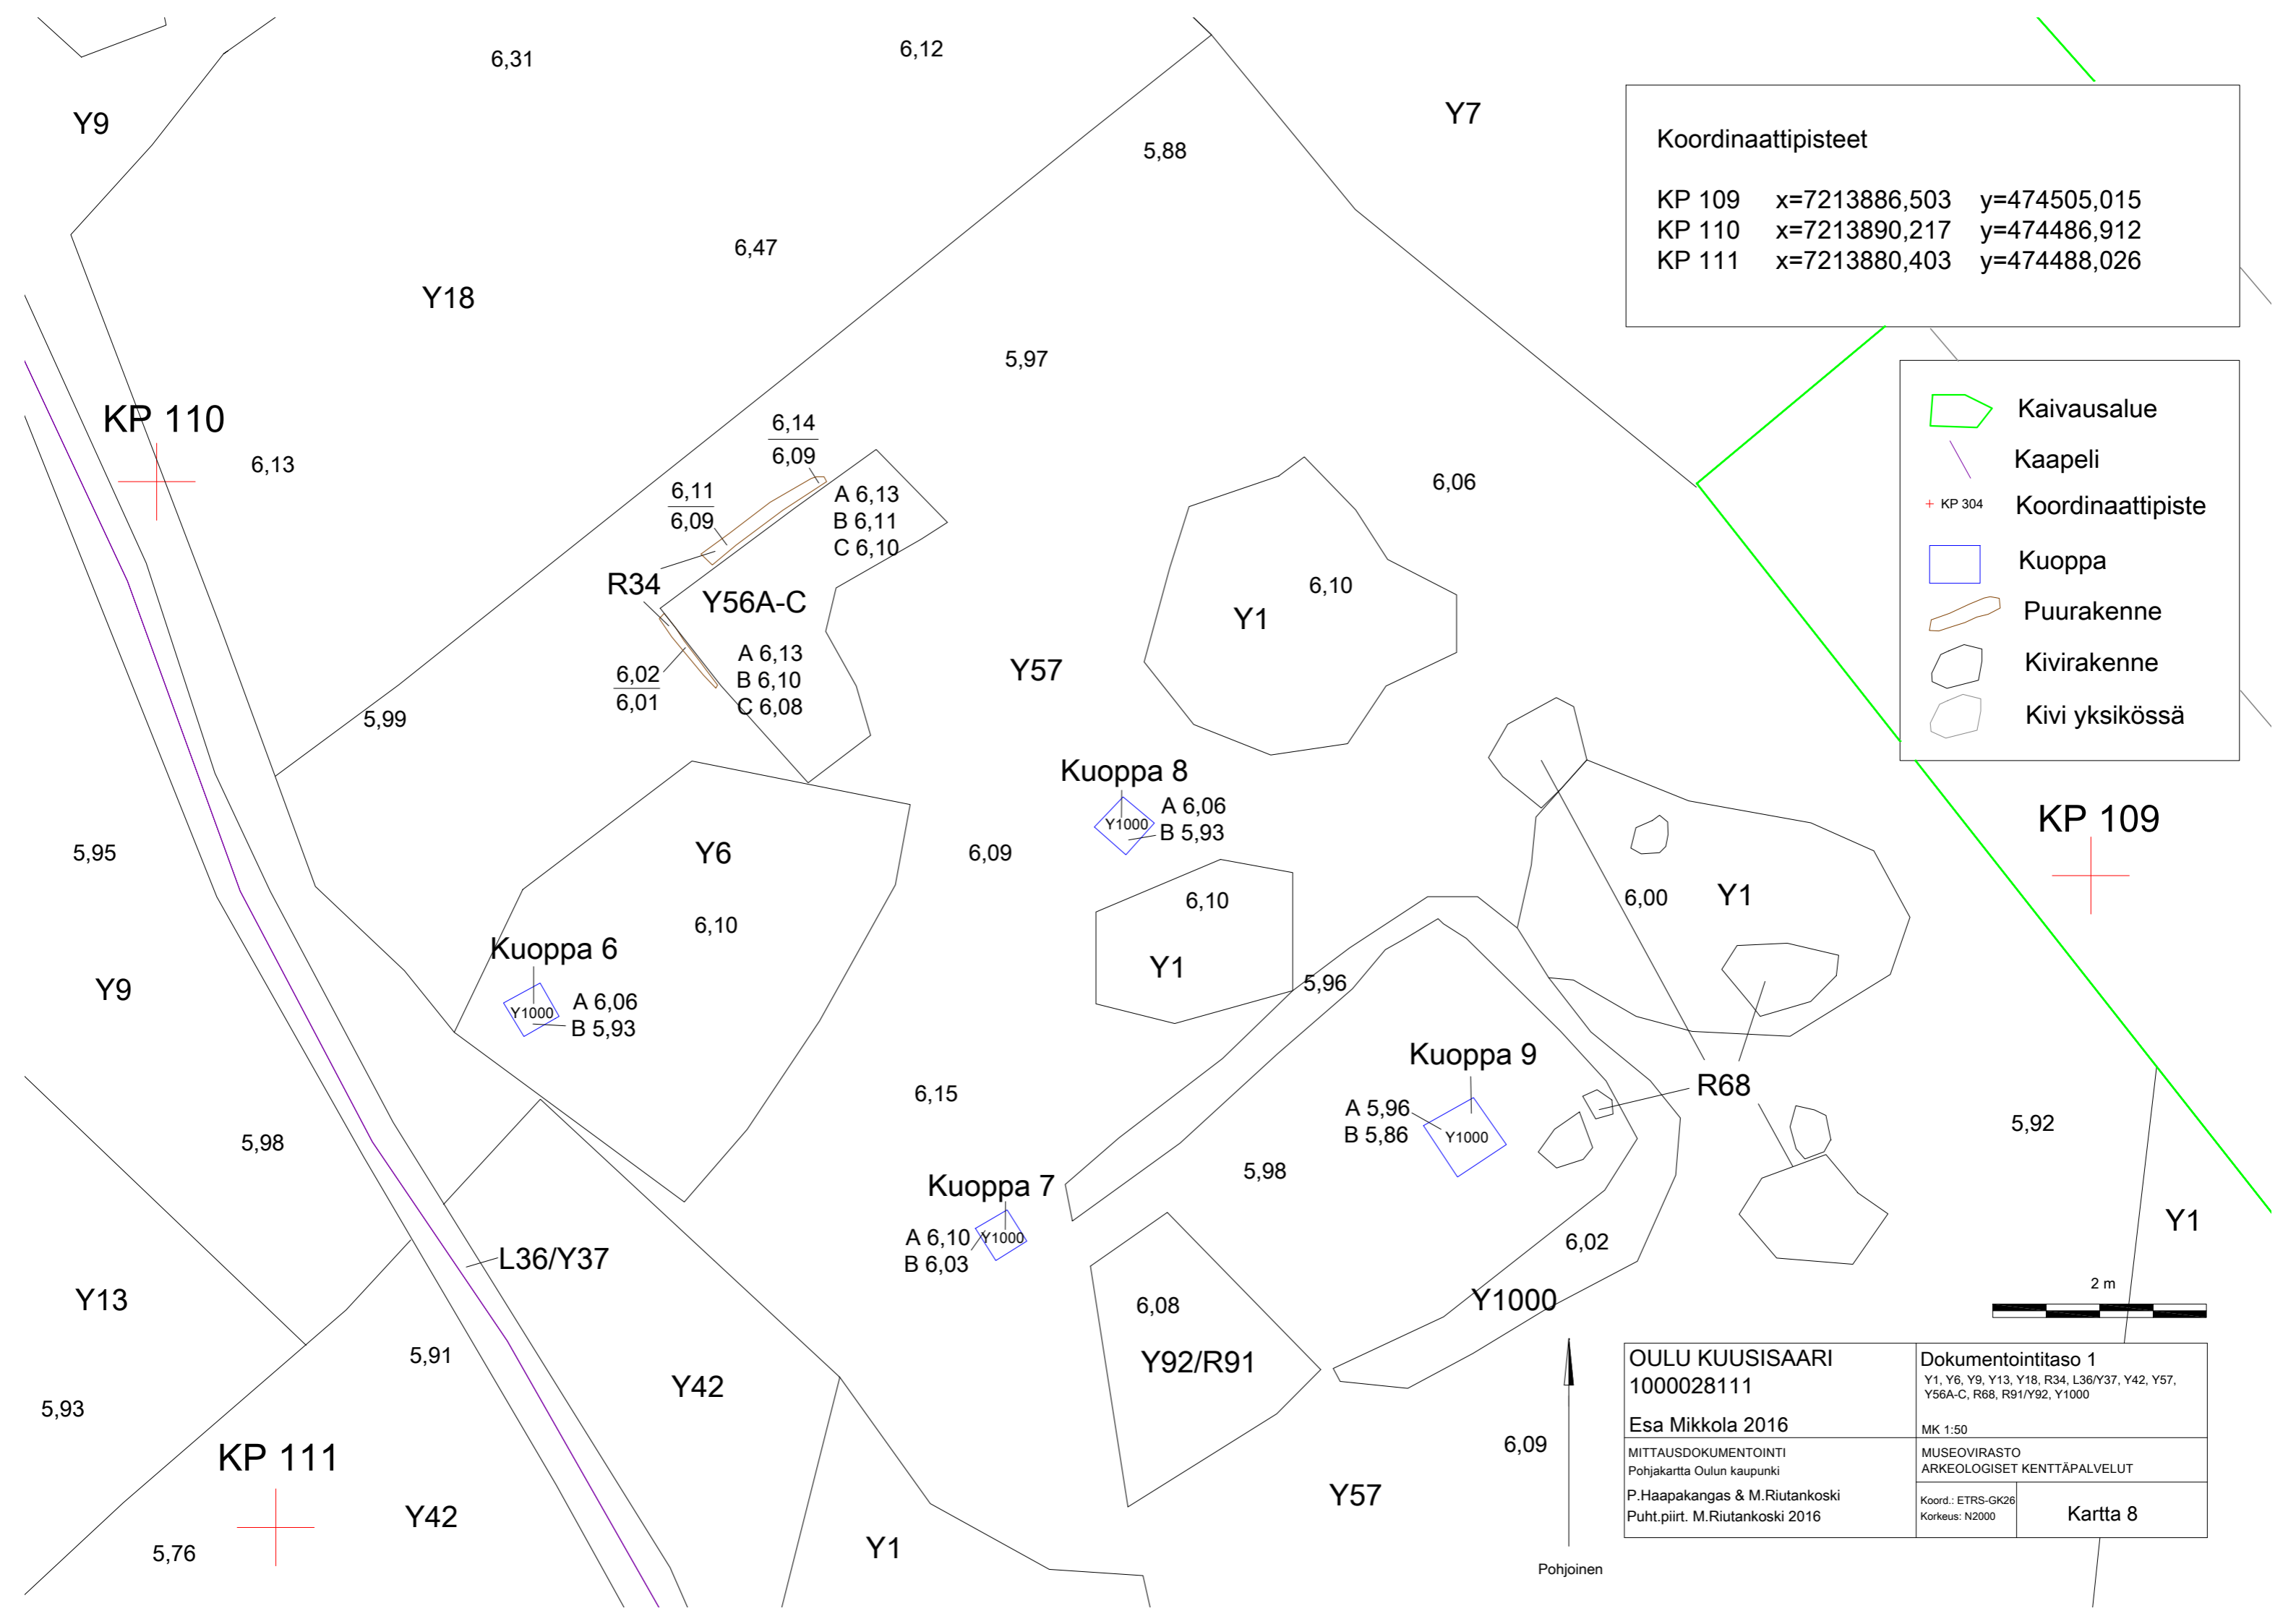 6,31
6,12
Y9
Y7
5,88
Koordinaattipisteet
KP 109 x=7213886,503 y=474505,015
KP 110 x=7213890,217 y=474486,912
KP 111 x=7213880,403 y=474488,026
6,47
Y18
5,97
KP 110
6,13
6,14
6,09
6,11
6,09
A 6,13
B 6,11
C 6,10
6,06
Kaivausalue
Kaapeli
KP 304 Koordinaattipiste
Kuoppa
Puurakenne
Kivirakenne
Kivi yksikössä
R34
Y56A-C
6,10
Y1
A 6,13
B 6,10
C 6,08
6,02
6,01
Y57
5,99
Kuoppa 8
Y1000
A 6,06
B 5,93
KP 109
5,95
Y6
6,09
6,10
6,10
6,00
Y1
Kuoppa 6
Y1000
A 6,06
B 5,93
Y1
5,96
Y9
Kuoppa 9
A 5,96
B 5,86
Y1000
R68
6,15
5,98
5,92
5,98
Kuoppa 7
A 6,10
B 6,03
Y1000
Y1
L36/Y37
6,02
Y13
6,08
Y1000
2 m
5,91
Y92/R91
Y42
5,93
KP 111
6,09
Y57
Y42
5,76
Y1
Pohjoinen
OULU KUUSISAARI
1000028111
Esa Mikkola 2016
Dokumentointitaso 1
Y1, Y6, Y9, Y13, Y18, R34, L36/Y37, Y42, Y57,
Y56A-C, R68, R91/Y92, Y1000
MK 1:50
MITTAUSDOKUMENTOINTI
Pohjakartta Oulun kaupunki
P.Haapakangas & M.Riutankoski
Puht.piirt. M.Riutankoski 2016
MUSEOVIRASTO
ARKEOLOGISET KENTTÄPALVELUT
Koord.: ETRS-GK26
Korkeus: N2000
Kartta 8